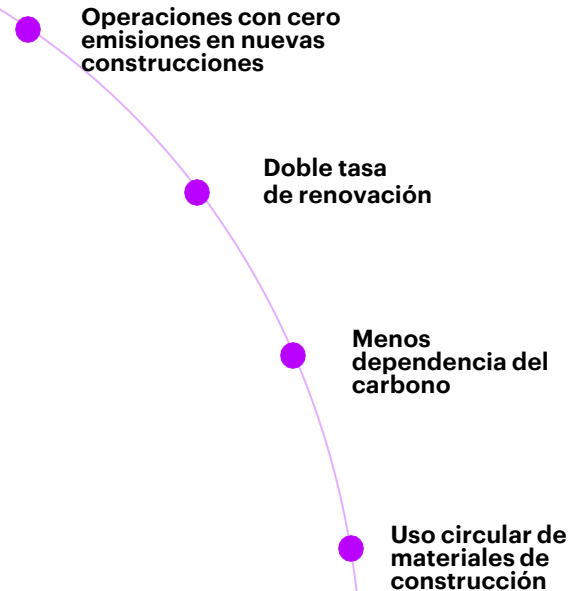 Operaciones con cero
emisiones en nuevas
construcciones
Doble tasa
de renovación
Menos
dependencia del
carbono
Uso circular de
materiales de
construcción